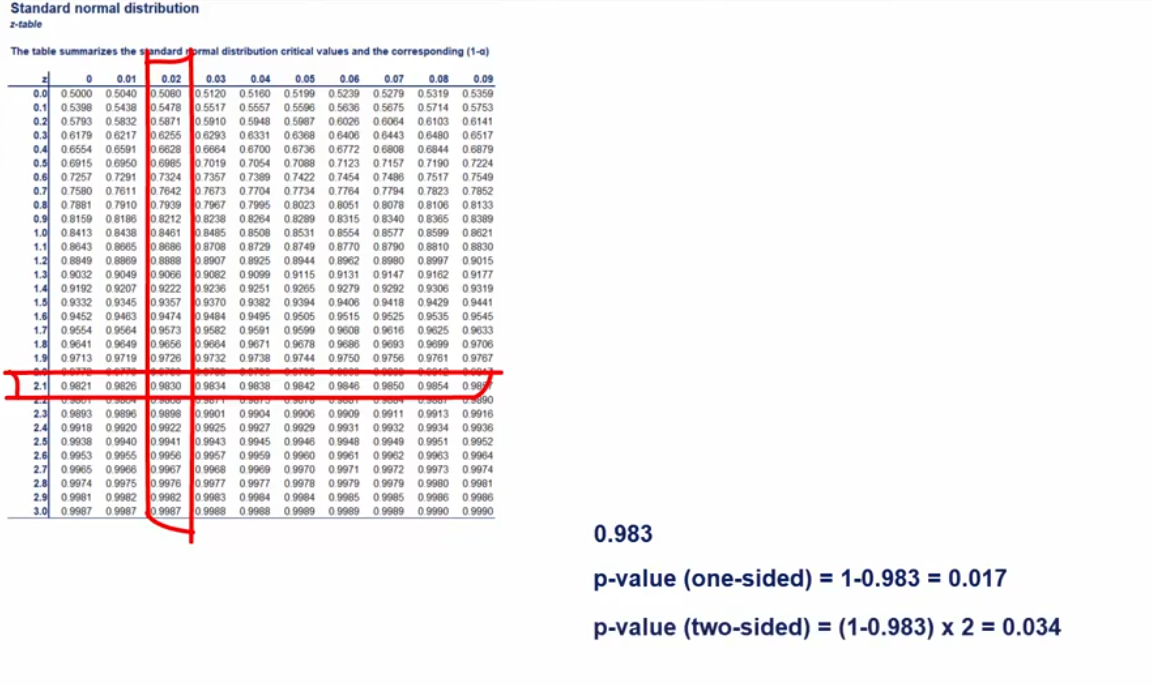 Standard normal distribution
z-table
The table summarizes the standard normal distribution critical values and the corresponding (1-α)
z 0 0.01 0.02 0.03 0.04 0.05 0.06 0.07 0.08 0.09
0.0 0.5000 0.5040 0.5080 0.5120 0.5160 0.5199 0.5239 0.5279 0.5319 0.5359
0.1 0.5398 0.5438 0.5478 0.5517 0.5557 0.5596 0.5636 0.5675 0.5714 0.5753
0.2 0.5793 0.5832 0.5871 0.5910 0.5948 0.5987 0.6026 0.6064 0.6103 0.6141
0.3 0.6179 0.6217 0.6255 0.6293 0.6331 0.6368 0.6406 0.6443 0.6480 0.6517
0.4 0.6554 0.6591 0.6628 0.6664 0.6700 0.6736 0.6772 0.6808 0.6844 0.6879
0.5 0.6915 0.6950 0.6985 0.7019 0.7054 0.7088 0.7123 0.7157 0.7190 0.7224
0.6 0.7257 0.7291 0.7324 0.7357 0.7389 0.7422 0.7454 0.7486 0.7517 0.7549
0.7 0.7580 0.7611 0.7642 0.7673 0.7704 0.7734 0.7764 0.7794 0.7823 0.7852
0.8 0.7881 0.7910 0.7939 0.7967 0.7995 0.8023 0.8051 0.8078 0.8106 0.8133
0.9 0.8159 0.8186 0.8212 0.8238 0.8264 0.8289 0.8315 0.8340 0.8365 0.8389
1.0 0.8413 0.8438 0.8461 0.8485 0.8508 0.8531 0.8554 0.8577 0.8599 0.8621
1.1 0.8643 0.8665 0.8686 0.8708 0.8729 0.8749 0.8770 0.8790 0.8810 0.8830
1.2 0.8849 0.8869 0.8888 0.8907 0.8925 0.8944 0.8962 0.8980 0.8997 0.9015
1.3 0.9032 0.9049 0.9066 0.9082 0.9099 0.9115 0.9131 0.9147 0.9162 0.9177
1.4 0.9192 0.9207 0.9222 0.9236 0.9251 0.9265 0.9279 0.9292 0.9306 0.9319
1.5 0.9332 0.9345 0.9357 0.9370 0.9382 0.9394 0.9406 0.9418 0.9429 0.9441
1.6 0.9452 0.9463 0.9474 0.9484 0.9495 0.9505 0.9515 0.9525 0.9535 0.9545
1.7 0.9554 0.9564 0.9573 0.9582 0.9591 0.9599 0.9608 0.9616 0.9625 0.9633
1.8 0.9641 0.9649 0.9656 0.9664 0.9671 0.9678 0.9686 0.9693 0.9699 0.9706
1.9 0.9713 0.9719 0.9726 0.9732 0.9738 0.9744 0.9750 0.9756 0.9761 0.9767
2.1 0.9821 0.9826 0.9830 0.9834 0.9838 0.9842 0.9846 0.9850 0.9854
0.9890
2.3 0.9893 0.9896 0.9898 0.9901 0.9904 0.9906 0.9909 0.9911 0.9913 0.9916
2.4 0.9918 0.9920 0.9922 0.9925 0.9927 0.9929 0.9931 0.9932 0.9934 0.9936
2.5 0.9938 0.9940 0.9941 0.9943 0.9945 0.9946 0.9948 0.9949 0.9951 0.9952
2.6 0.9953 0.9955 0.9956 0.9957 0.9959 0.9960 0.9961 0.9962 0.9963 0.9964
2.7 0.9965 0.9966 0.9967 0.9968 0.9969 0.9970 0.9971 0.9972 0.9973 0.9974
2.8 0.9974 0.9975 0.9976 0.9977 0.9977 0.9978 0.9979 0.9979 0.9980 0.9981
2.9 0.9981 0.9982 0.9982 0.9983 0.9984 0.9984 0.9985 0.9985 0.9986 0.9986
3.0 0.9987 0.9987 0.9987 0.9988 0.9988 0.9989 0.9989 0.9989 0.9990 0.9990
0.983
p-value (one-sided) = 1-0.983 = 0.017
p-value (two-sided) = (1-0.983) x 2 = 0.034